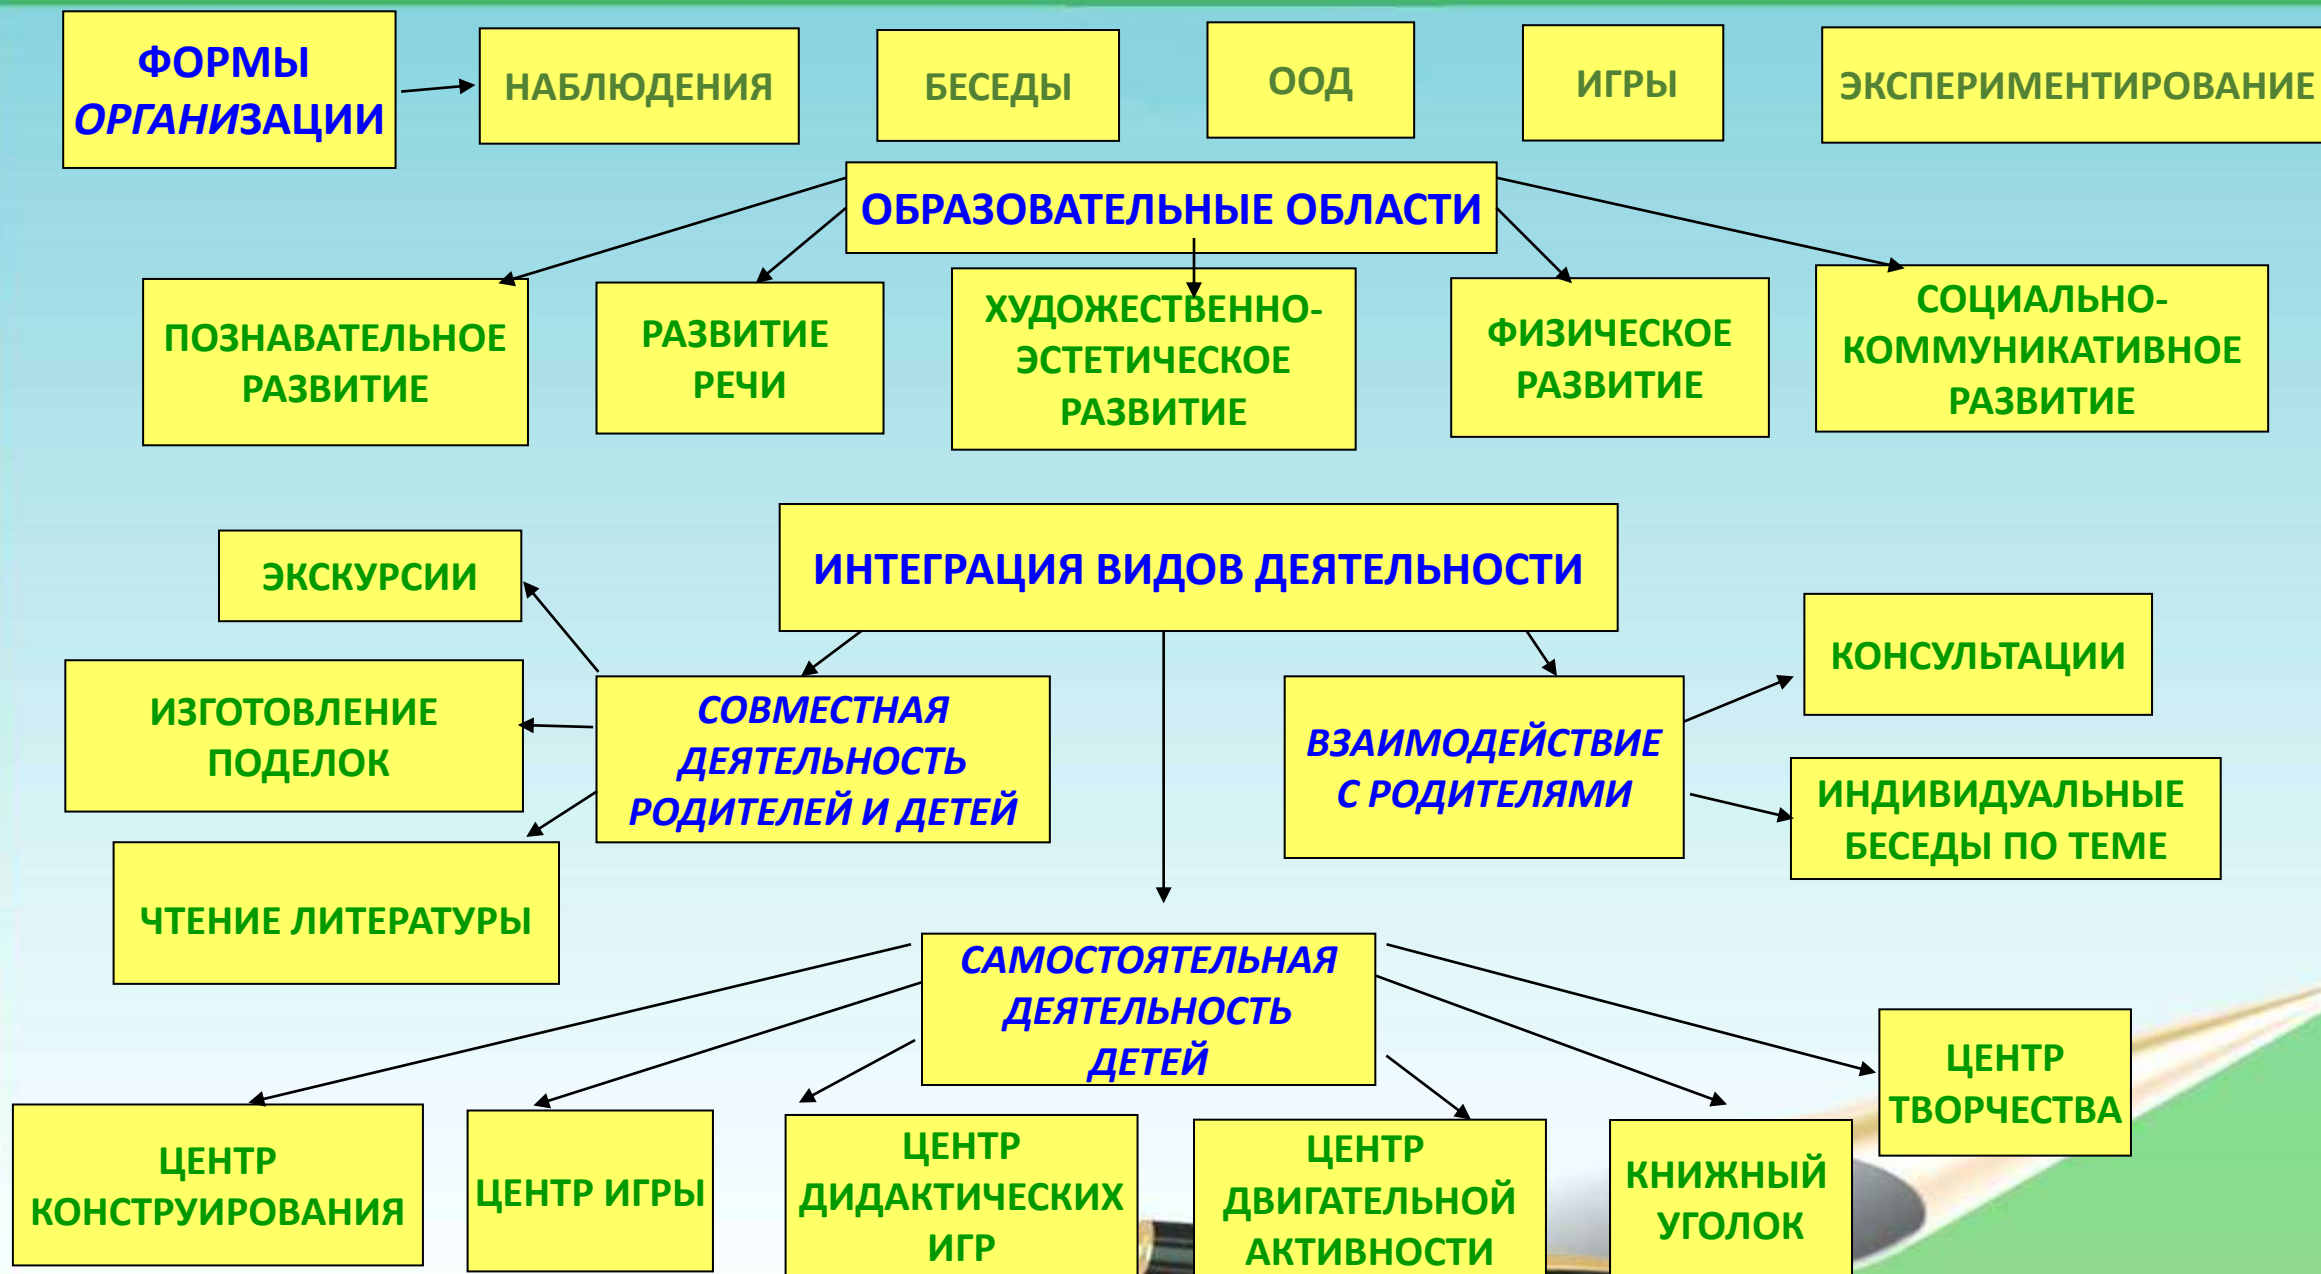 ФОРМЫ
ОРГАНИЗАЦИИ
НАБЛЮДЕНИЯ
БЕСЕДЫ
ООД
ИГРЫ
ЭКСПЕРИМЕНТИРОВАНИЕ
ОБРАЗОВАТЕЛЬНЫЕ ОБЛАСТИ
ПОЗНАВАТЕЛЬНОЕ
РАЗВИТИЕ
РАЗВИТИЕ
РЕЧИ
ХУДОЖЕСТВЕННО-
ЭСТЕТИЧЕСКОЕ
РАЗВИТИЕ
ФИЗИЧЕСКОЕ
РАЗВИТИЕ
СОЦИАЛЬНО-
КОММУНИКАТИВНОЕ
РАЗВИТИЕ
ИНТЕГРАЦИЯ ВИДОВ ДЕЯТЕЛЬНОСТИ
ЭКСКУРСИИ
ИЗГОТОВЛЕНИЕ
ПОДЕЛОК
ЧТЕНИЕ ЛИТЕРАТУРЫ
СОВМЕСТНАЯ
ДЕЯТЕЛЬНОСТЬ
РОДИТЕЛЕЙ И ДЕТЕЙ
ВЗАИМОДЕЙСТВИЕ
С РОДИТЕЛЯМИ
КОНСУЛЬТАЦИИ
ИНДИВИДУАЛЬНЫЕ
БЕСЕДЫ ПО ТЕМЕ
САМОСТОЯТЕЛЬНАЯ
ДЕЯТЕЛЬНОСТЬ
ДЕТЕЙ
ЦЕНТР
КОНСТРУИРОВАНИЯ
ЦЕНТР ИГРЫ
ЦЕНТР
ДИДАКТИЧЕСКИХ
ИГР
ЦЕНТР
ДВИГАТЕЛЬНОЙ
АКТИВНОСТИ
КНИЖНЫЙ
УГОЛОК
ЦЕНТР
ТВОРЧЕСТВА